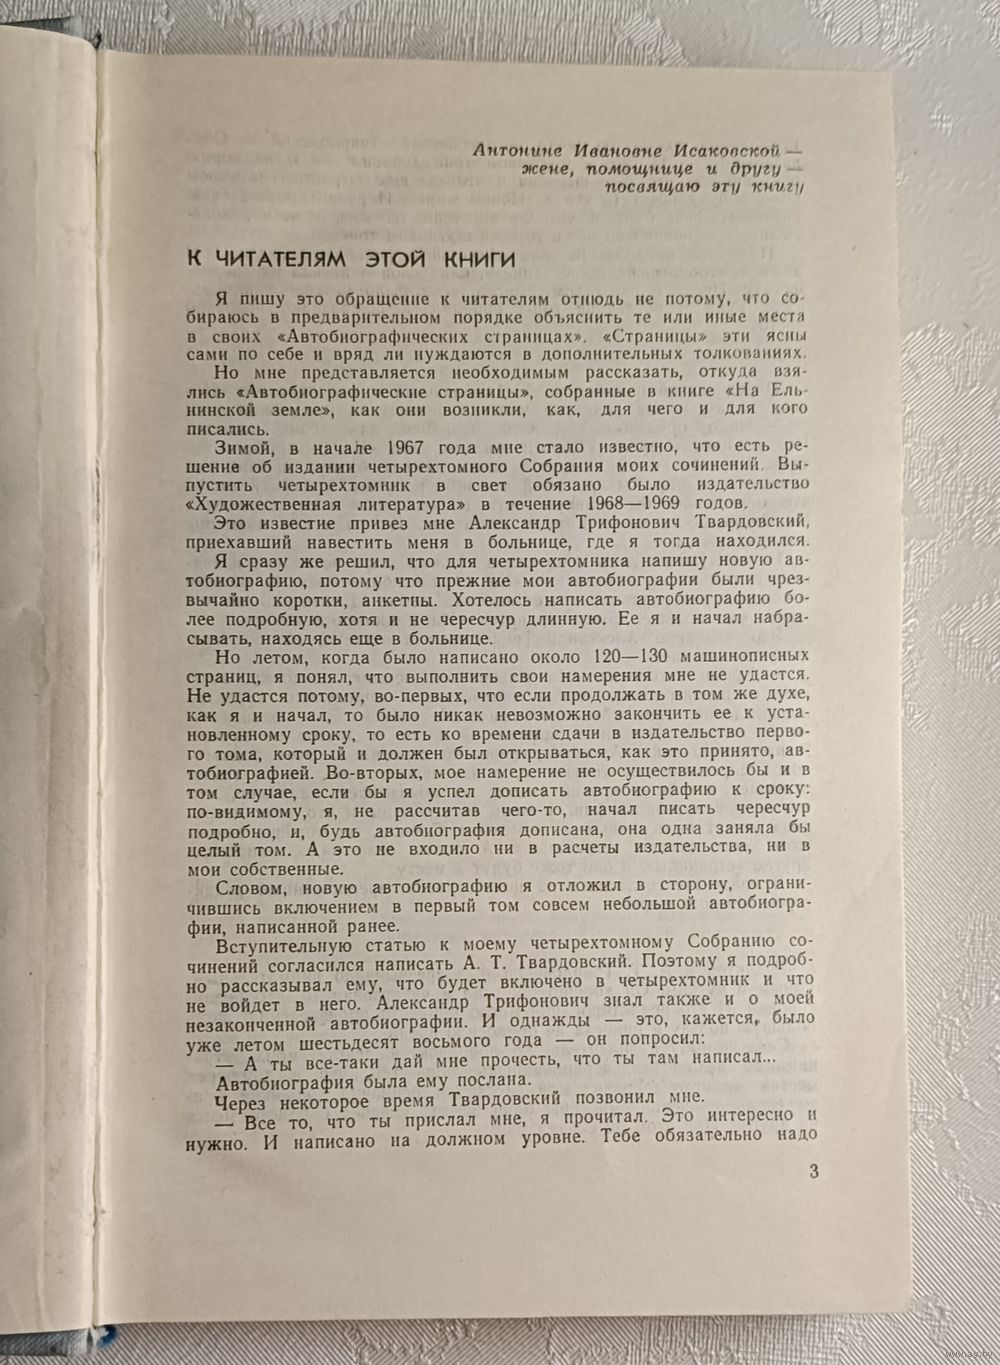 Антонине Ивановне Исаковской —
жене, помощнице и другу —
посвящаю эту книгу
К ЧИТАТЕЛЯМ ЭТОЙ КНИГИ
Я пишу это обращение к читателям отнюдь не потому, что со-
бираюсь в предварительном порядке объяснить те или иные места
в своих «Автобиографических страницах». «Страницы» эти ясны
сами по себе и вряд ли нуждаются в дополнительных толкованиях.
Но мне представляется необходимым рассказать, откуда взя-
лись «Автобиографические страницы», собранные в книге «На Ель-
нинской земле», как они возникли, как, для чего и для кого
писались.
Зимой, в начале 1967 года мне стало известно, что есть ре-
шение об издании четырехтомного Собрания моих сочинений. Вы-
пустить четырехтомник в свет обязано было издательство
«Художественная литература» в течение 1968—1969 годов.
Это известие привез мне Александр Трифонович Твардовский,
приехавший навестить меня в больнице, где я тогда находился.
Я сразу же решил, что для четырехтомника напишу новую ав-
тобиографию, потому что прежние мои автобиографии были чрез-
вычайно коротки, анкетны. Хотелось написать автобиографию бо-
лее подробную, хотя и не чересчур длинную. Ее я и начал набра-
сывать, находясь еще в больнице.
Но летом, когда было написано около 120—130 машинописных
страниц, я понял, что выполнить свои намерения мне не удастся.
Не удастся потому, во-первых, что если продолжать в том же духе,
как я и начал, то было никак невозможно закончить ее к уста-
новленному сроку, то есть ко времени сдачи в издательство перво-
го тома, который и должен был открываться, как это принято, ав-
тобиографией. Во-вторых, мое намерение не осуществилось бы и в
том случае, если бы я успел дописать автобиографию к сроку:
по-видимому, я, не рассчитав чего-то, начал писать чересчур
подробно, и, будь автобиография дописана, она одна заняла бы
целый том. А это не входило ни в расчеты издательства, ни в
мои собственные.
Словом, новую автобиографию я отложил в сторону, ограни-
чившись включением в первый том совсем небольшой автобиогра-
фии, написанной ранее.
Вступительную статью к моему четырехтомному Собранию со-
чинений согласился написать А. Т. Твардовский. Поэтому я подроб-
но рассказывал ему, что будет включено в четырехтомник и что
не войдет в него. Александр Трифонович знал также и о моей
незаконченной автобиографии. И однажды — это, кажется, было
уже летом шестьдесят восьмого года — он попросил:
— А ты все-таки дай мне прочесть, что ты там написал...
Автобиография была ему послана.
Через некоторое время Твардовский позвонил мне.
— Все то, что ты прислал мне, я прочитал. Это интересно и
нужно. И написано на должном уровне. Тебе обязательно надо
3